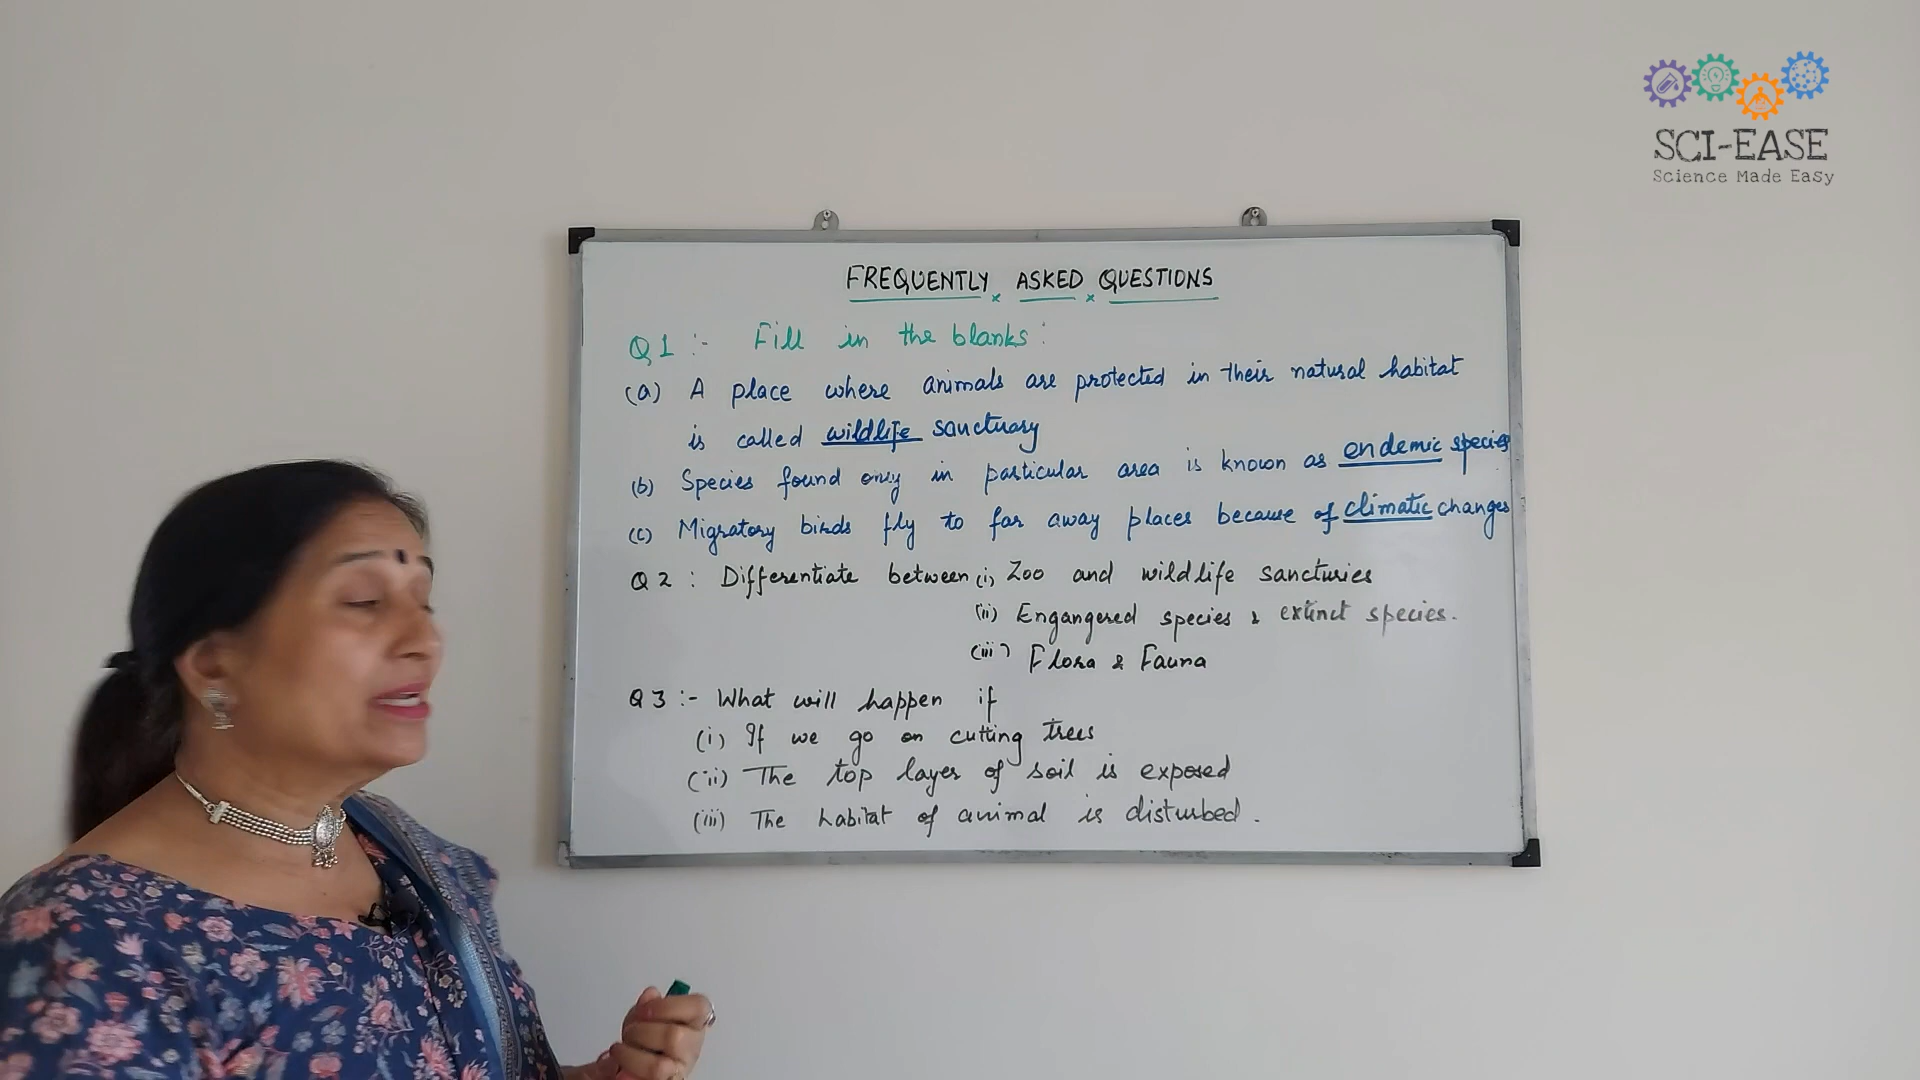 SCI-EASE
Science Made Easy
FREQUENTLY ASKED QUESTIONS
Q1 :- Fill in the blanks :
(a) A place where animals are protected in their natural habitat
is called wildlife sanctuary
(b) Species found only in particular area is known as endemic species
(c) Migratory birds fly to far away places because of climatic changes
Q2 : Differentiate between (i) Zoo and wildlife sancturies
(ii) Engangered species & extinct species.
(iii) Flora & Fauna
Q3 :- What will happen if
(i) If we go on cutting trees
(ii) The top layer of soil is exposed
(iii) The habitat of animal is disturbed.